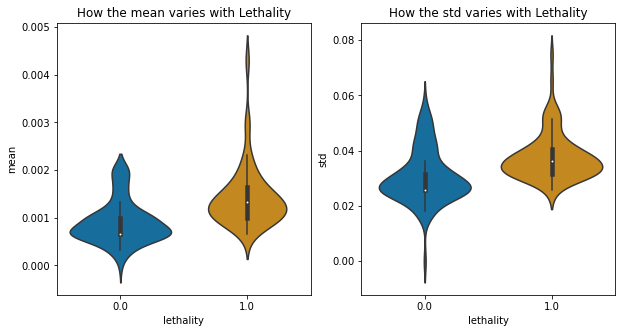 How the mean varies with Lethality
mean
0.005
0.004
0.003
0.002
0.001
0.000
0.0 1.0
lethality
How the std varies with Lethality
std
0.08
0.06
0.04
0.02
0.00
0.0 1.0
lethality